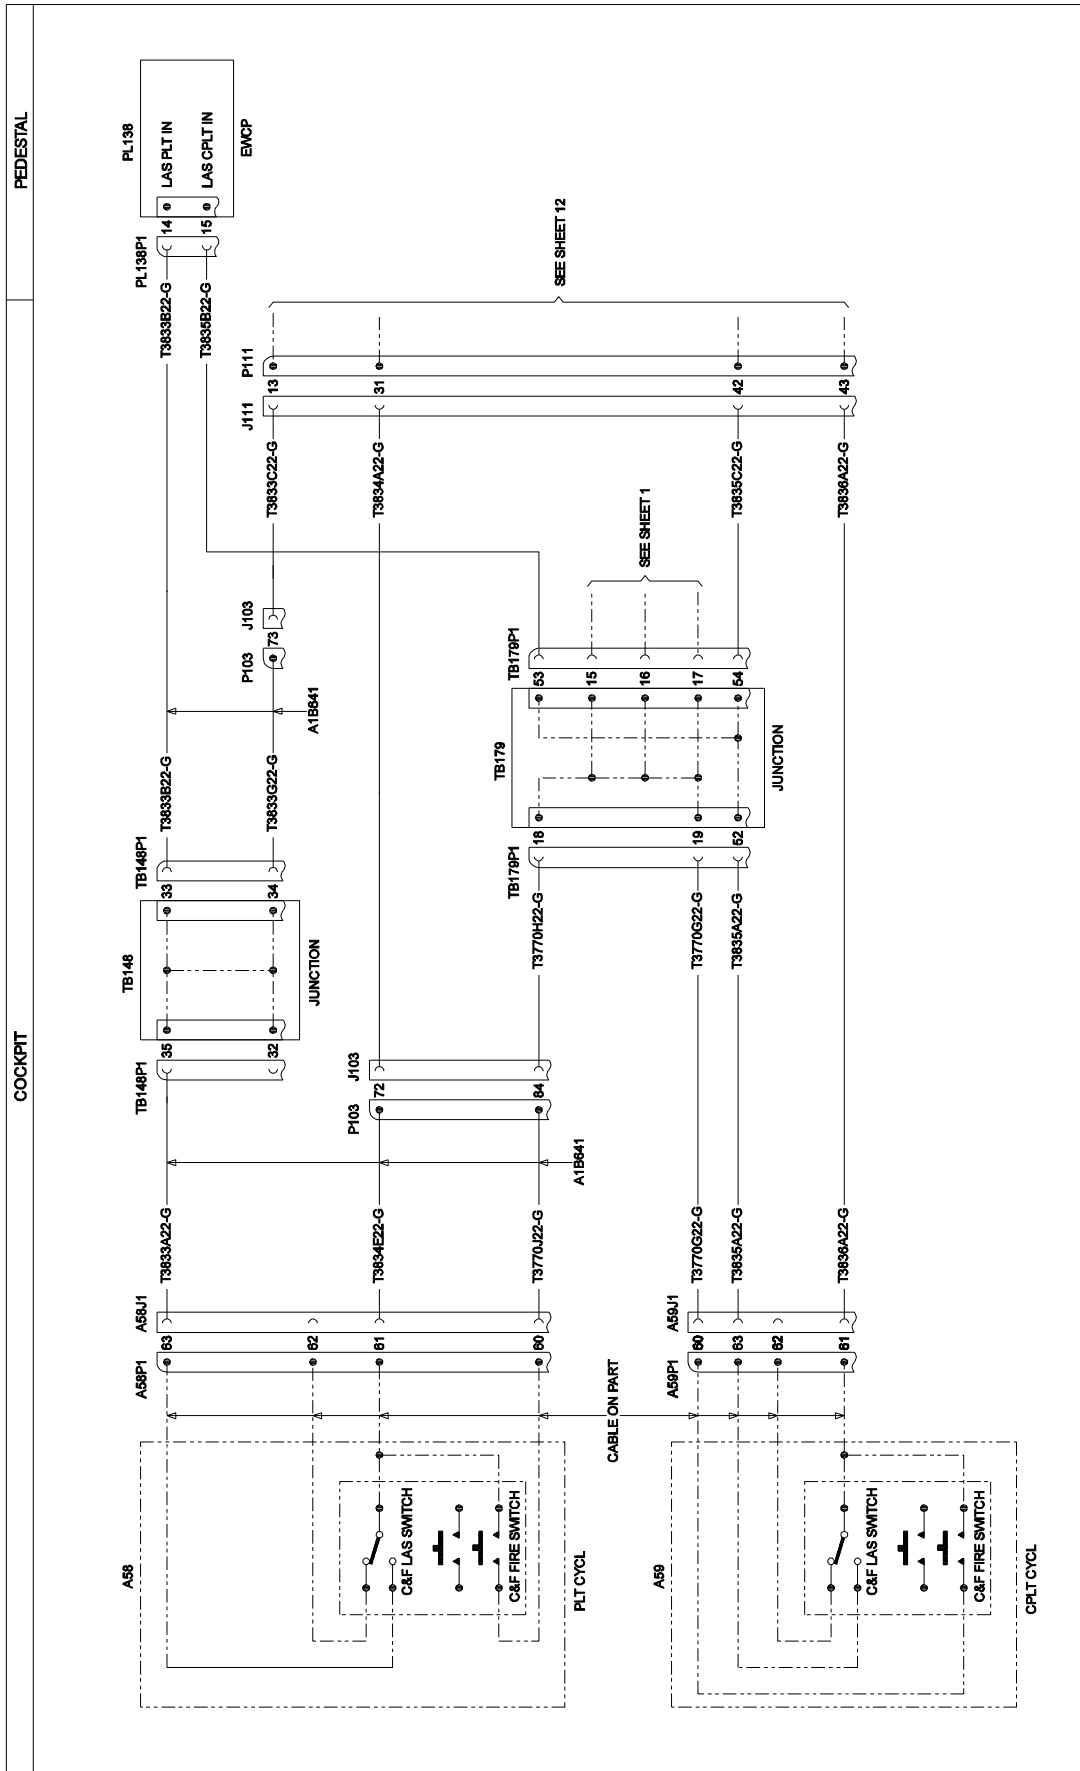 COCKPIT
PEDESTAL
A58
A58P1
A58J1
63
62
61
60
T3833A22-G
T3834E22-G
T3770J22-G
C&F LAS SWITCH
C&F FIRE SWITCH
PLT CYCL
CABLE ON PART
A1B641
TB148P1
35
32
TB148
JUNCTION
TB148P1
33
34
T3833B22-G
T3833G22-G
A1B641
P103
73
J103
T3833B22-G
T3835B22-G
PL138P1
14
15
PL138
LAS PLT IN
LAS CPLT IN
EWCP
P103
72
84
J103
T3770H22-G
T3833C22-G
T3834A22-G
T3835C22-G
T3836A22-G
J111
13
31
42
43
P111
SEE SHEET 12
TB179P1
18
19
52
TB179
JUNCTION
TB179P1
53
15
16
17
54
SEE SHEET 1
T3770G22-G
T3835A22-G
A59
A59P1
A59J1
60
63
62
61
T3770G22-G
T3835A22-G
T3836A22-G
C&F LAS SWITCH
C&F FIRE SWITCH
CPLT CYCL